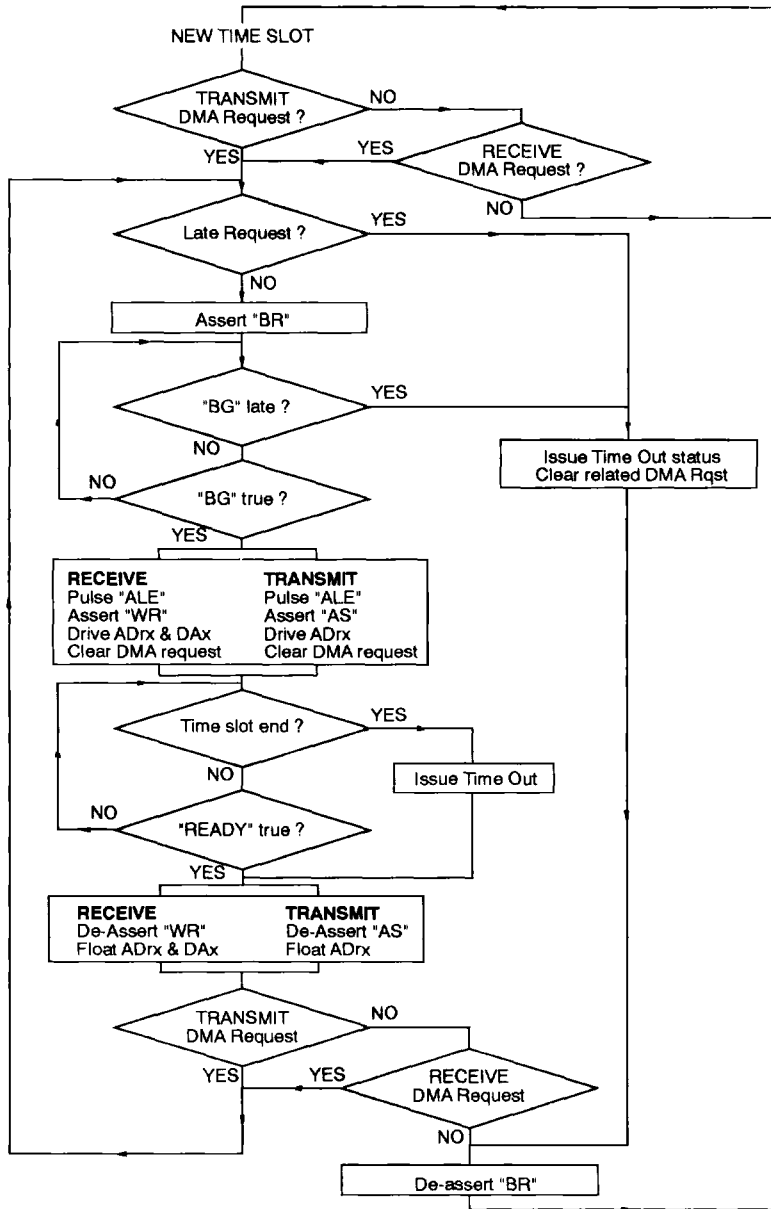 NEW TIME SLOT
TRANSMIT
DMA Request ?
NO
YES
YES
RECEIVE
DMA Request ?
NO
Late Request ?
YES
NO
Assert "BR"
"BG" late ?
YES
NO
Issue Time Out status
Clear related DMA Rqst
"BG" true ?
NO
YES
RECEIVE
Pulse "ALE"
Assert "WR"
Drive ADrx & DAx
Clear DMA request
TRANSMIT
Pulse "ALE"
Assert "AS"
Drive ADrx
Clear DMA request
Time slot end ?
YES
NO
Issue Time Out
"READY" true ?
NO
YES
RECEIVE
De-Assert "WR"
Float ADrx & DAx
TRANSMIT
De-Assert "AS"
Float ADrx
TRANSMIT
DMA Request
NO
YES
YES
RECEIVE
DMA Request
NO
De-assert "BR"